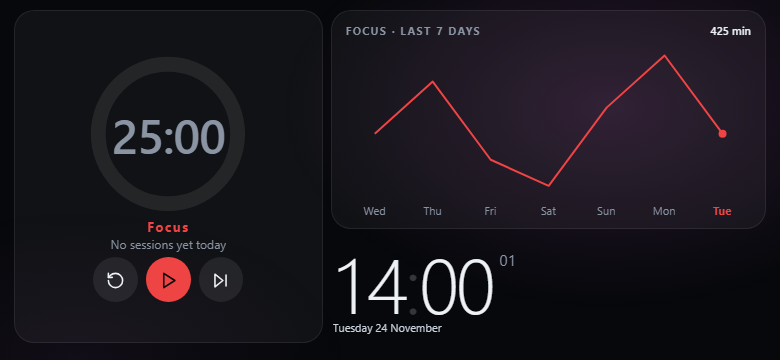 25:00
Focus
No sessions yet today
FOCUS · LAST 7 DAYS
425 min
Wed Thu Fri Sat Sun Mon Tue
14:00 01
Tuesday 24 November